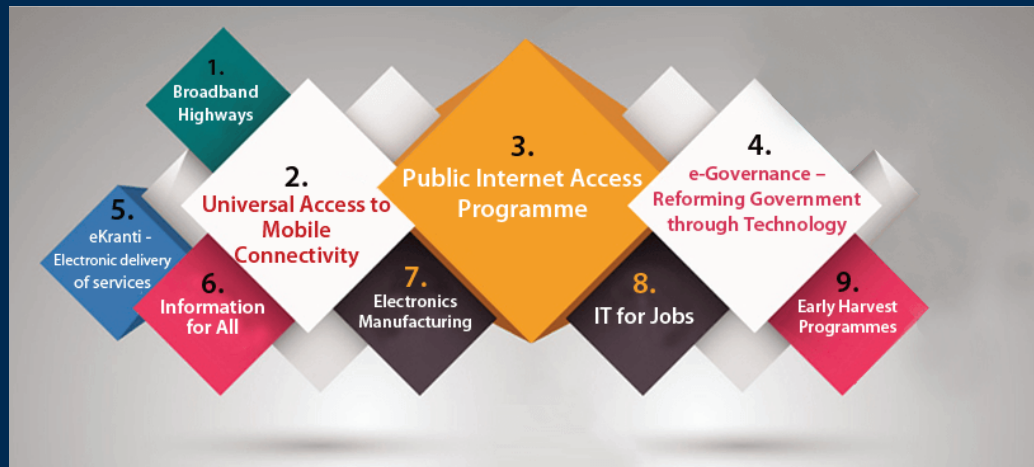 1.
Broadband
Highways
2.
Universal Access to
Mobile
Connectivity
3.
Public Internet Access
Programme
4.
e-Governance –
Reforming Government
through Technology
5.
eKranti -
Electronic delivery
of services
6.
Information
for All
7.
Electronics
Manufacturing
8.
IT for Jobs
9.
Early Harvest
Programmes